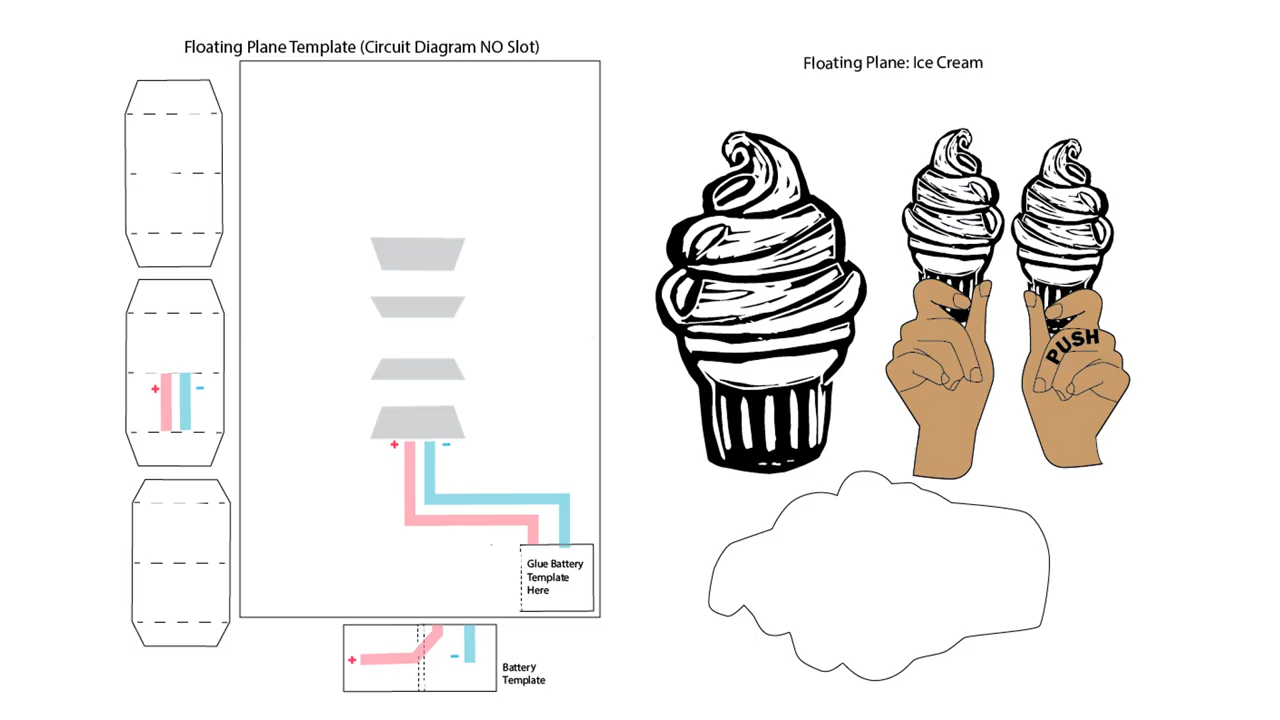 Floating Plane Template (Circuit Diagram NO Slot)
Floating Plane: Ice Cream
PUSH
+ -
+ -
Glue Battery
Template
Here
+ -
Battery
Template